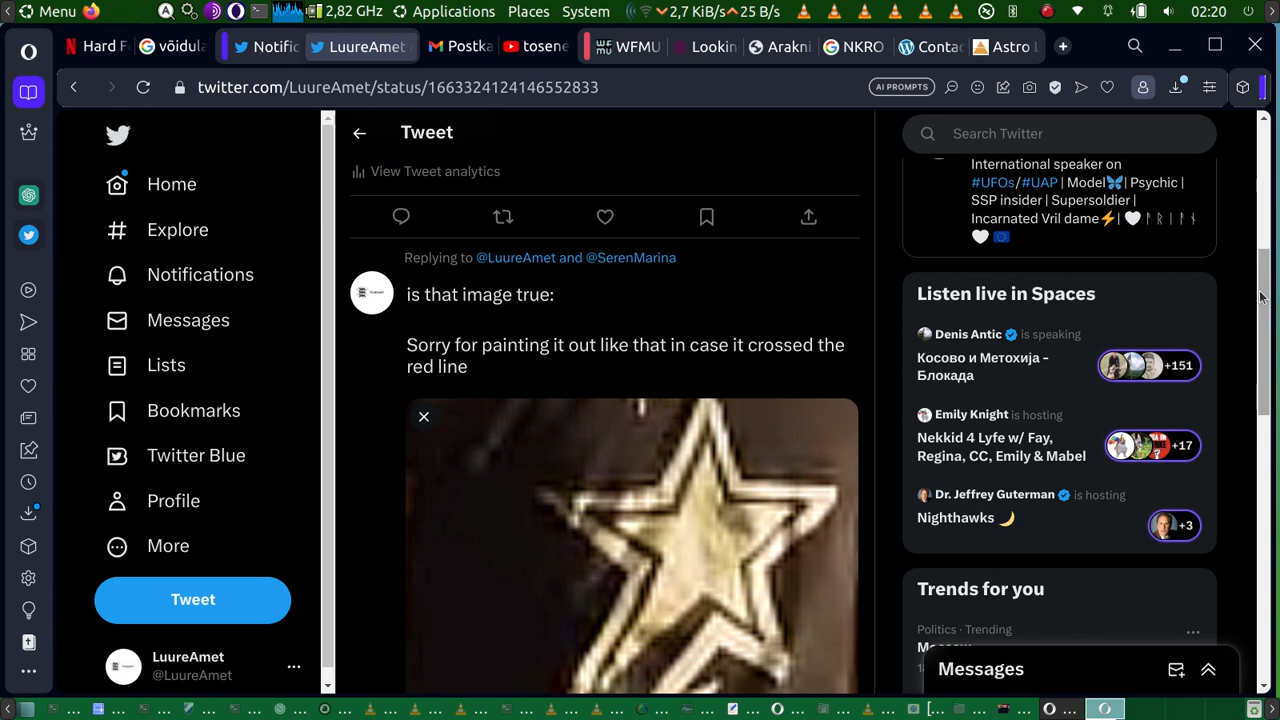 Menu
2,82 GHz
Applications
Places
System
2,7 KiB/s
25 B/s
02:20
Hard F
võidula
Notific
LuureAmet
Postka
tosene
WFMU
Lookin
Arakni
NKRO
Contac
Astro L
twitter.com/LuureAmet/status/1663324124146552833
AI PROMPTS
Tweet
Search Twitter
View Tweet analytics
Home
Explore
Notifications
Messages
Lists
Bookmarks
Twitter Blue
Profile
More
Tweet
LuureAmet
@LuureAmet
Replying to @LuureAmet and @SerenMarina
is that image true:
Sorry for painting it out like that in case it crossed the
red line
International speaker on
#UFOs/#UAP | Model🦋| Psychic |
SSP insider | Supersoldier |
Incarnated Vril dame⚡| 🤍 ᚨ ᚱ ᛁ ᚨ ᚾ
🤍 🇪🇺
Listen live in Spaces
Denis Antic is speaking
Косово и Метохија -
Блокада
+151
Emily Knight is hosting
Nekkid 4 Lyfe w/ Fay,
Regina, CC, Emily & Mabel
+17
Dr. Jeffrey Guterman is hosting
Nighthawks 🌙
+3
Trends for you
Politics · Trending
Messages